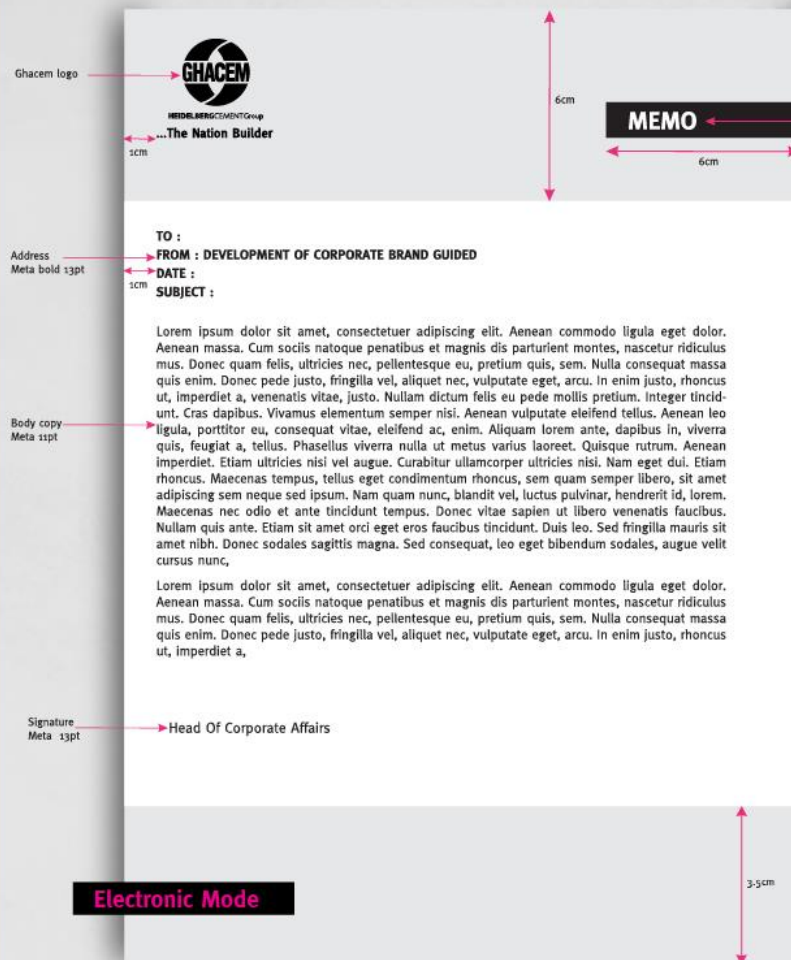 Ghacem logo
GHACEM
HEIDELBERGCEMENTGroup
...The Nation Builder
1cm
6cm
MEMO
6cm
Address
Meta bold 13pt
1cm
TO :
FROM : DEVELOPMENT OF CORPORATE BRAND GUIDED
DATE :
SUBJECT :
Body copy
Meta 11pt
Lorem ipsum dolor sit amet, consectetuer adipiscing elit. Aenean commodo ligula eget dolor.
Aenean massa. Cum sociis natoque penatibus et magnis dis parturient montes, nascetur ridiculus
mus. Donec quam felis, ultricies nec, pellentesque eu, pretium quis, sem. Nulla consequat massa
quis enim. Donec pede justo, fringilla vel, aliquet nec, vulputate eget, arcu. In enim justo, rhoncus
ut, imperdiet a, venenatis vitae, justo. Nullam dictum felis eu pede mollis pretium. Integer tincid-
unt. Cras dapibus. Vivamus elementum semper nisi. Aenean vulputate eleifend tellus. Aenean leo
ligula, porttitor eu, consequat vitae, eleifend ac, enim. Aliquam lorem ante, dapibus in, viverra
quis, feugiat a, tellus. Phasellus viverra nulla ut metus varius laoreet. Quisque rutrum. Aenean
imperdiet. Etiam ultricies nisi vel augue. Curabitur ullamcorper ultricies nisi. Nam eget dui. Etiam
rhoncus. Maecenas tempus, tellus eget condimentum rhoncus, sem quam semper libero, sit amet
adipiscing sem neque sed ipsum. Nam quam nunc, blandit vel, luctus pulvinar, hendrerit id, lorem.
Maecenas nec odio et ante tincidunt tempus. Donec vitae sapien ut libero venenatis faucibus.
Nullam quis ante. Etiam sit amet orci eget eros faucibus tincidunt. Duis leo. Sed fringilla mauris sit
amet nibh. Donec sodales sagittis magna. Sed consequat, leo eget bibendum sodales, augue velit
cursus nunc,
Lorem ipsum dolor sit amet, consectetuer adipiscing elit. Aenean commodo ligula eget dolor.
Aenean massa. Cum sociis natoque penatibus et magnis dis parturient montes, nascetur ridiculus
mus. Donec quam felis, ultricies nec, pellentesque eu, pretium quis, sem. Nulla consequat massa
quis enim. Donec pede justo, fringilla vel, aliquet nec, vulputate eget, arcu. In enim justo, rhoncus
ut, imperdiet a,
Signature
Meta 13pt
Head Of Corporate Affairs
3.5cm
Electronic Mode